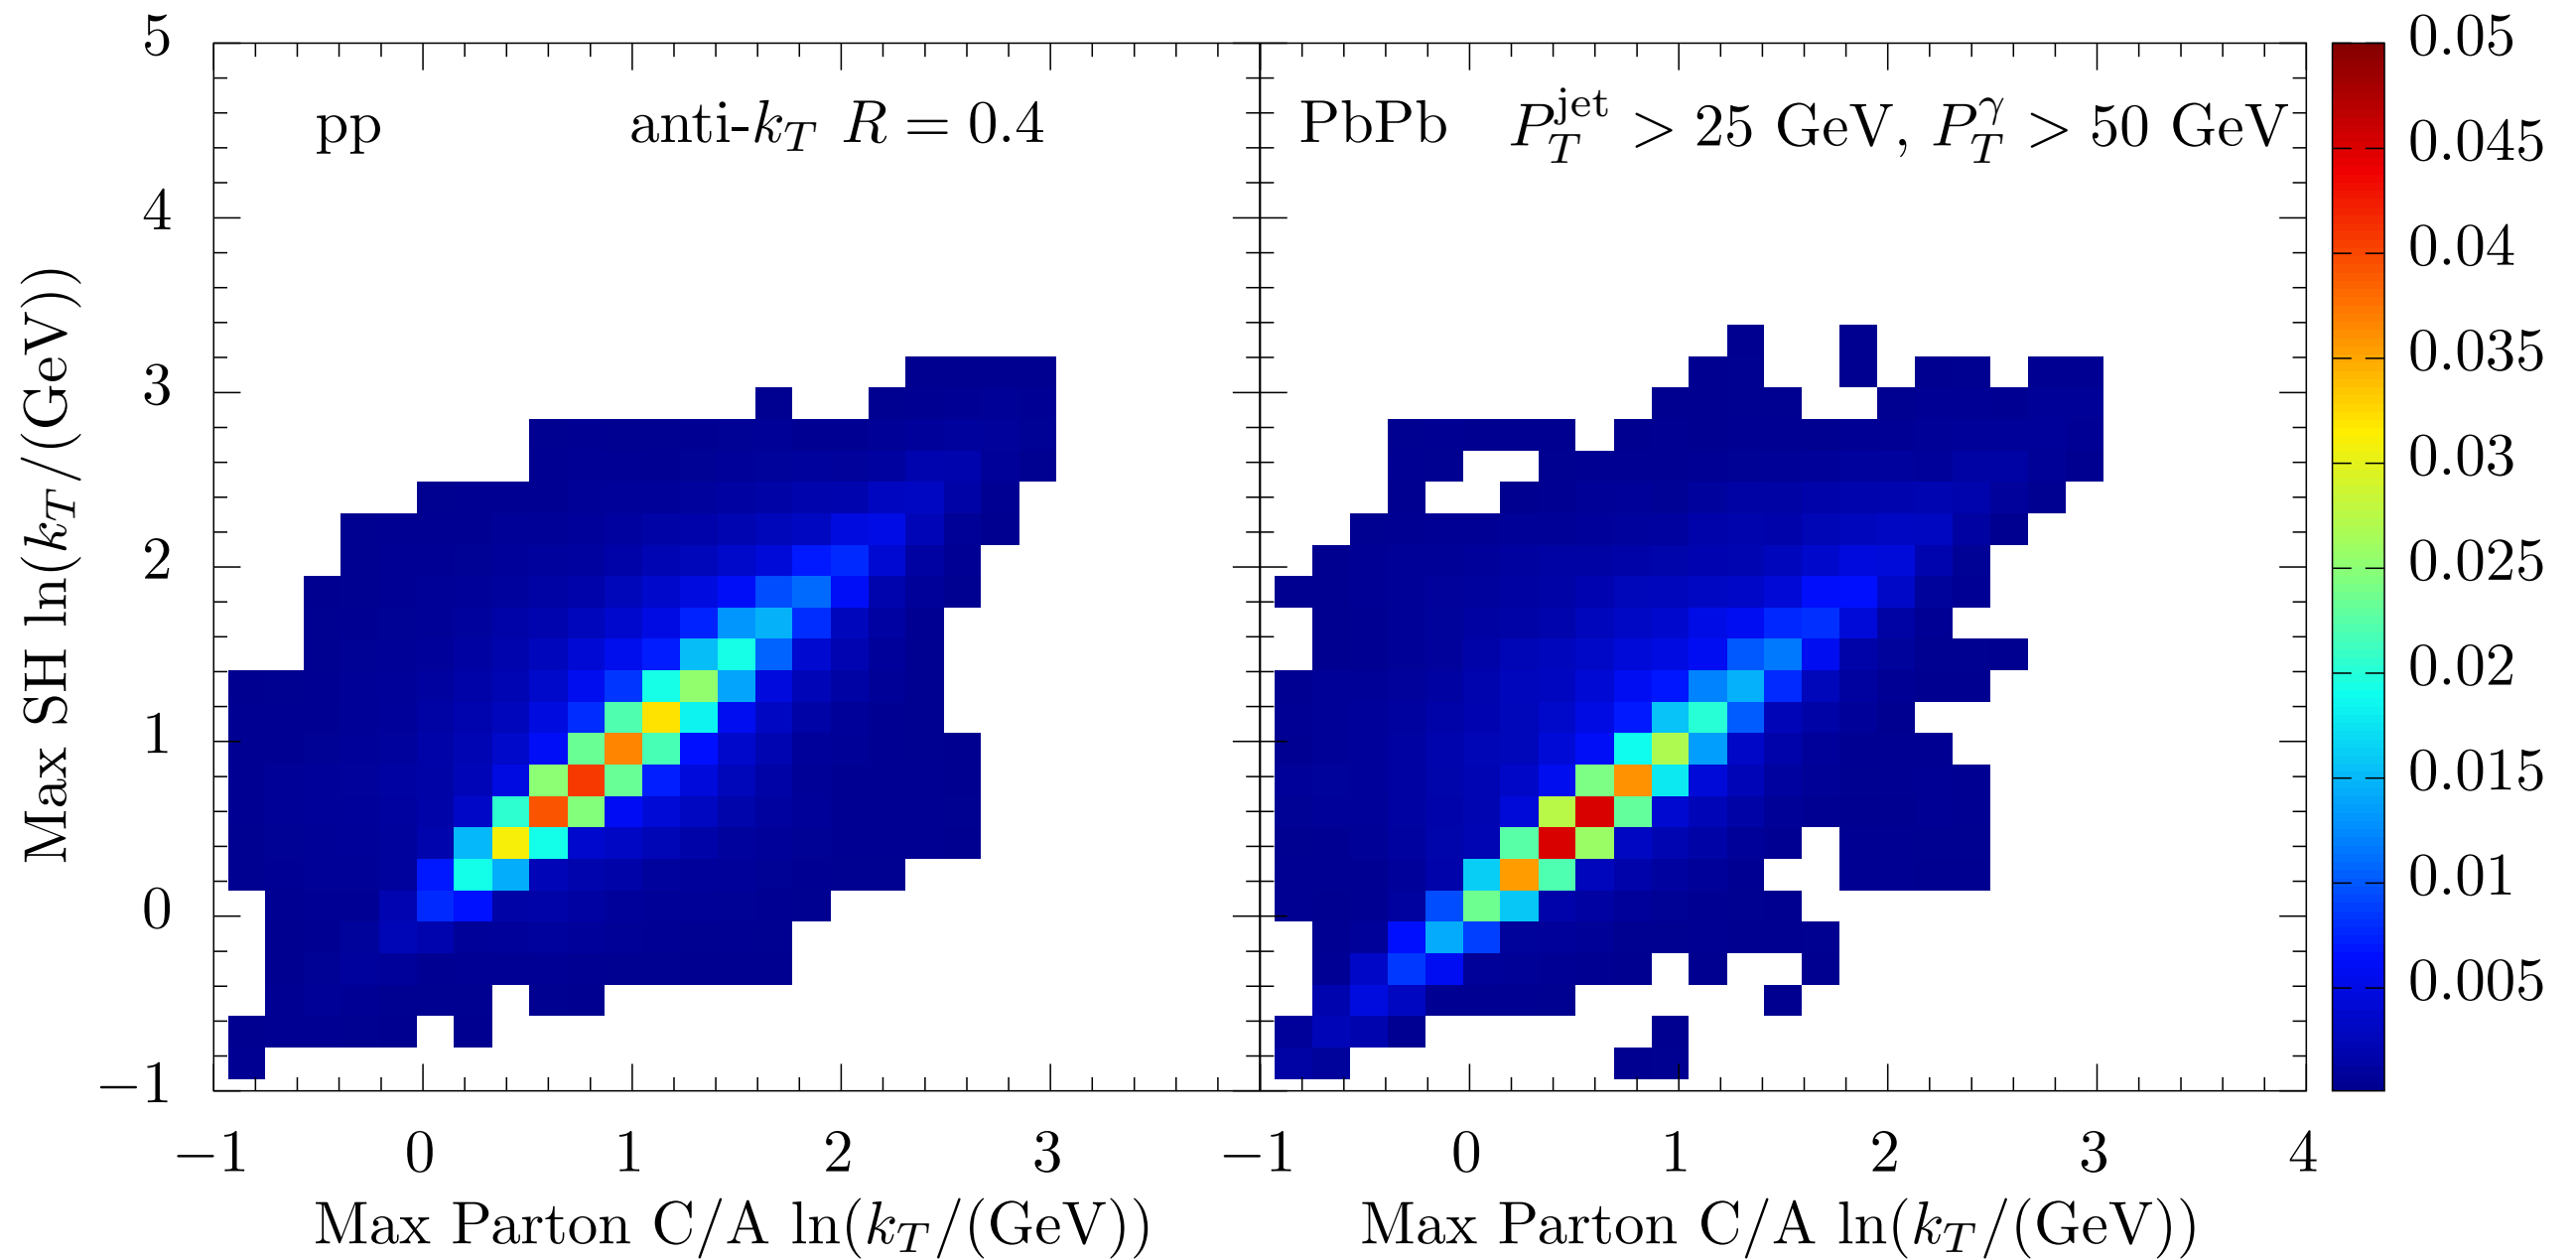 pp anti-k_T R = 0.4
PbPb P_T^jet > 25 GeV, P_T^γ > 50 GeV
Max SH ln(k_T/(GeV))
5
4
3
2
1
0
−1
−1 0 1 2 3
−1 0 1 2 3 4
Max Parton C/A ln(k_T/(GeV))
Max Parton C/A ln(k_T/(GeV))
0.05
0.045
0.04
0.035
0.03
0.025
0.02
0.015
0.01
0.005